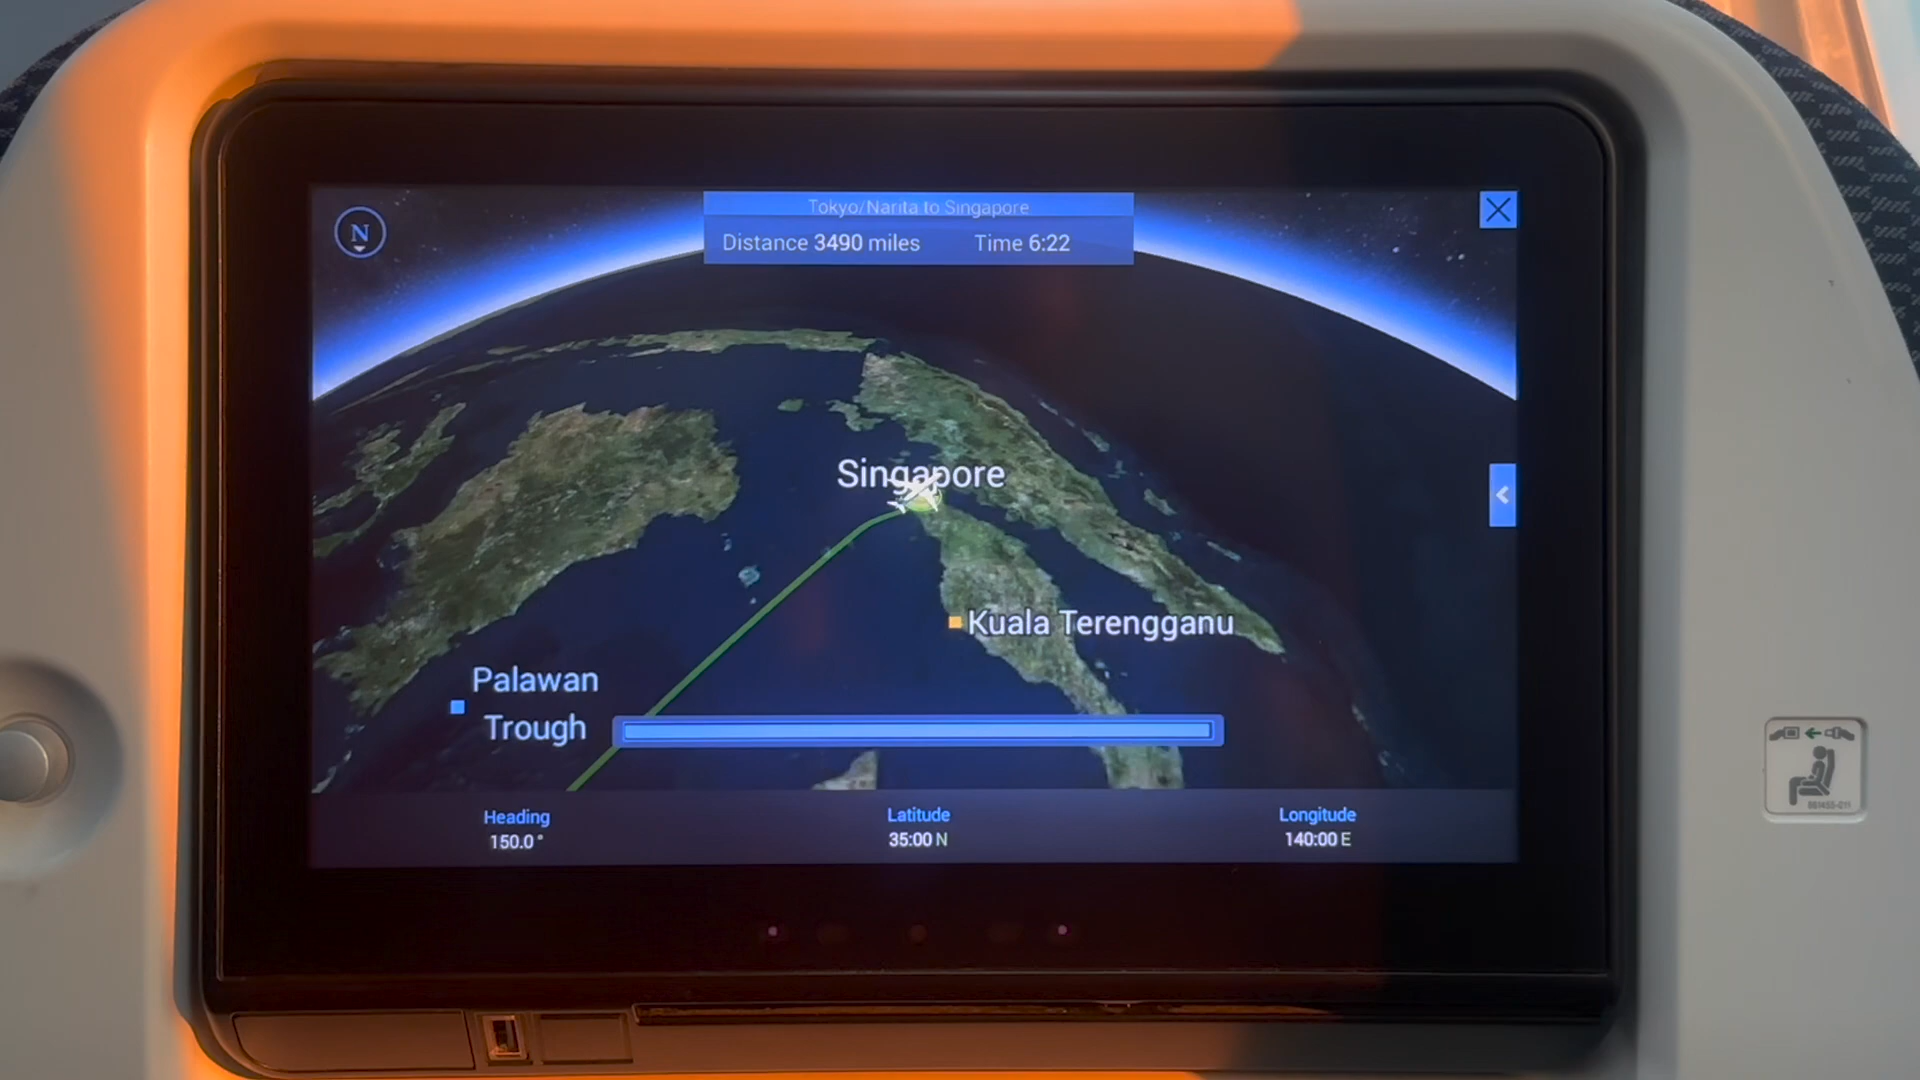 N
Tokyo/Narita to Singapore
Distance 3490 miles Time 6:22
Singapore
Kuala Terengganu
Palawan
Trough
Heading
150.0°
Latitude
35:00 N
Longitude
140:00 E